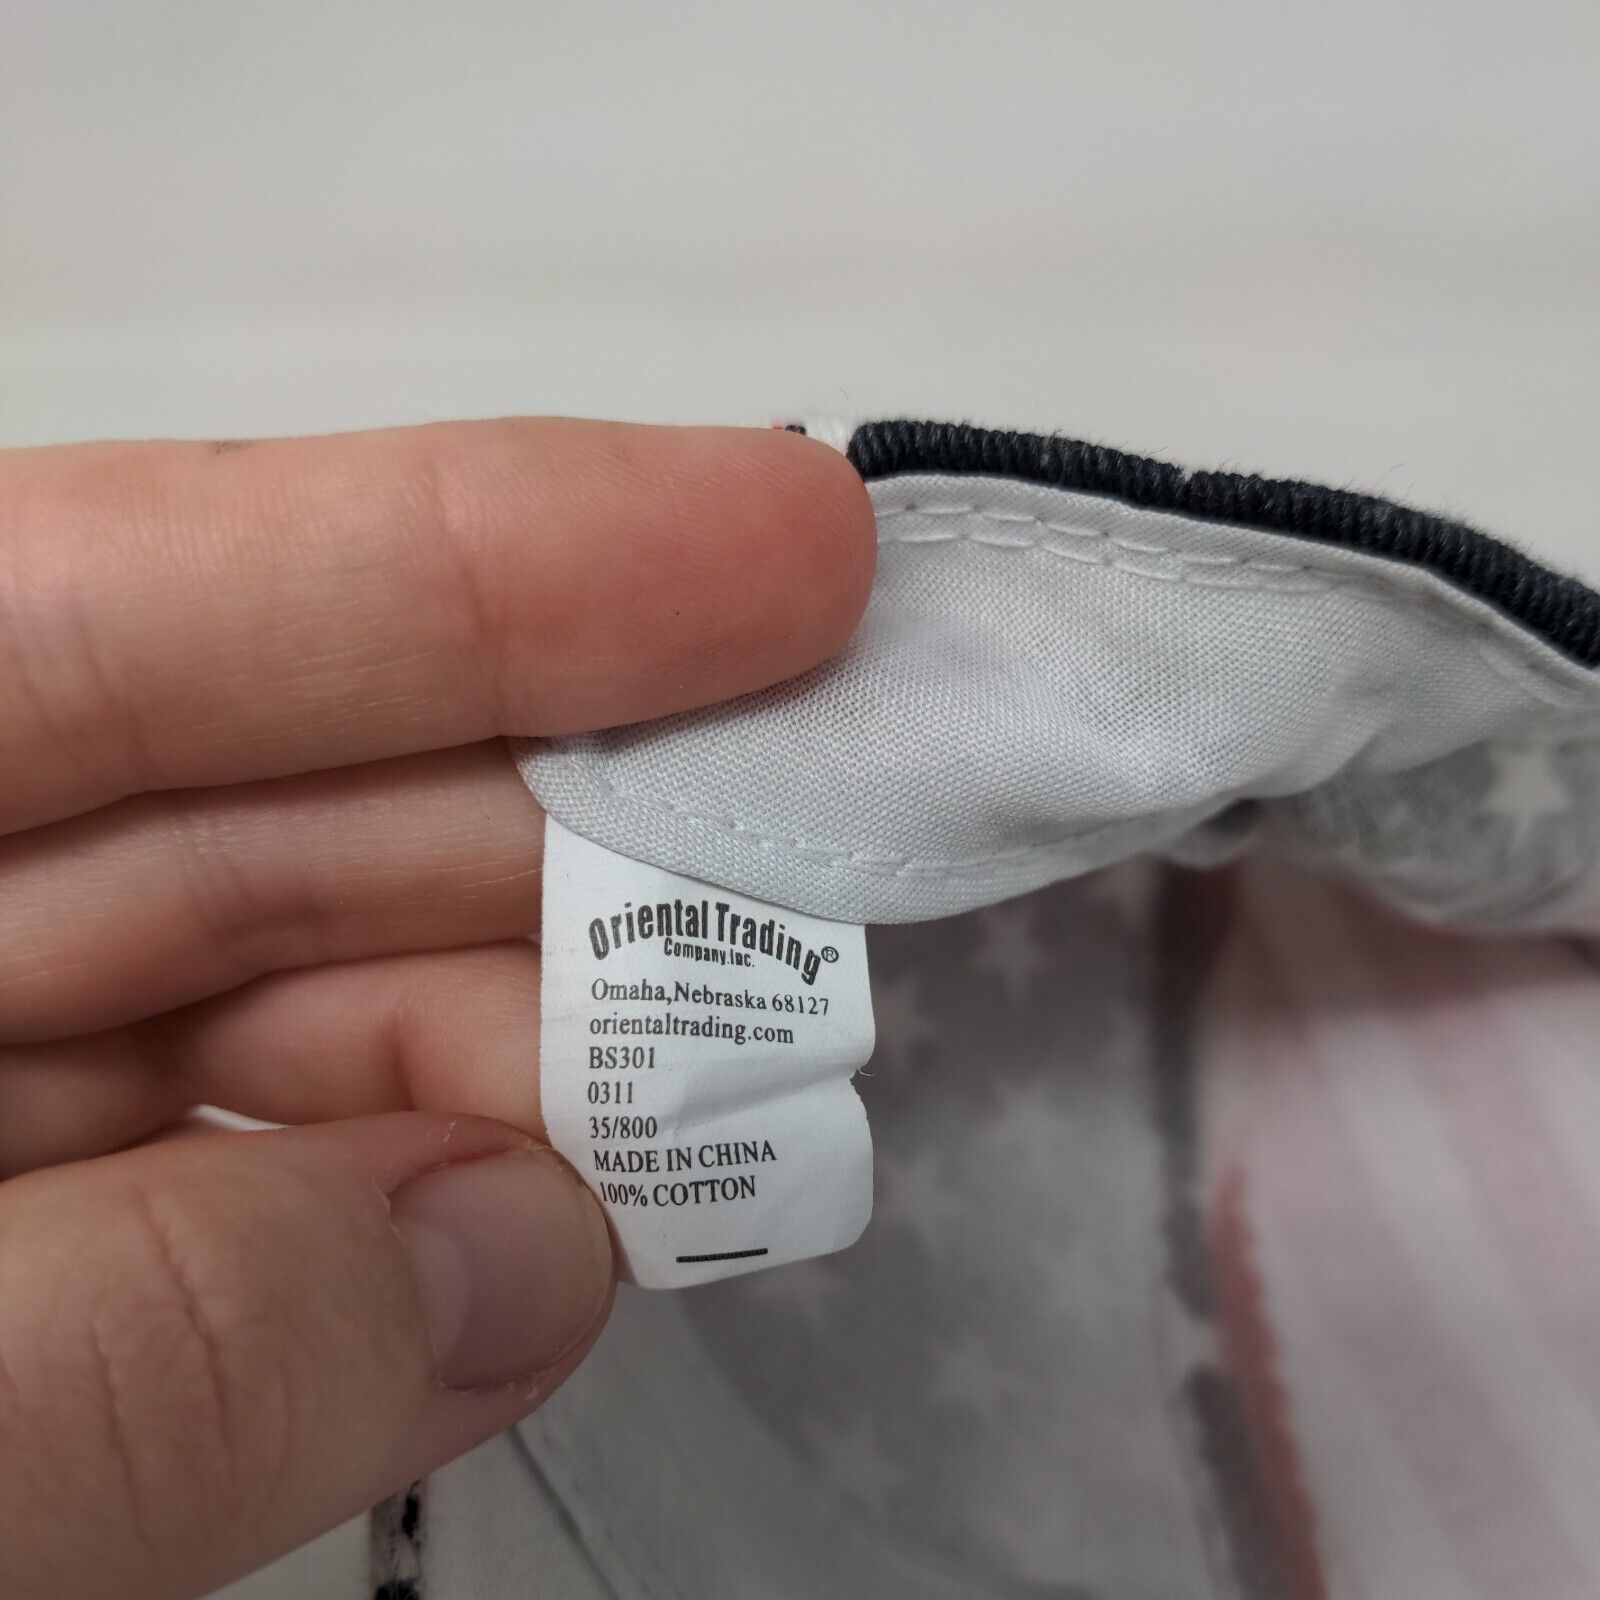 Oriental Trading®
Company, Inc.
Omaha, Nebraska 68127
orientaltrading.com
BS301
0311
35/800
MADE IN CHINA
100% COTTON